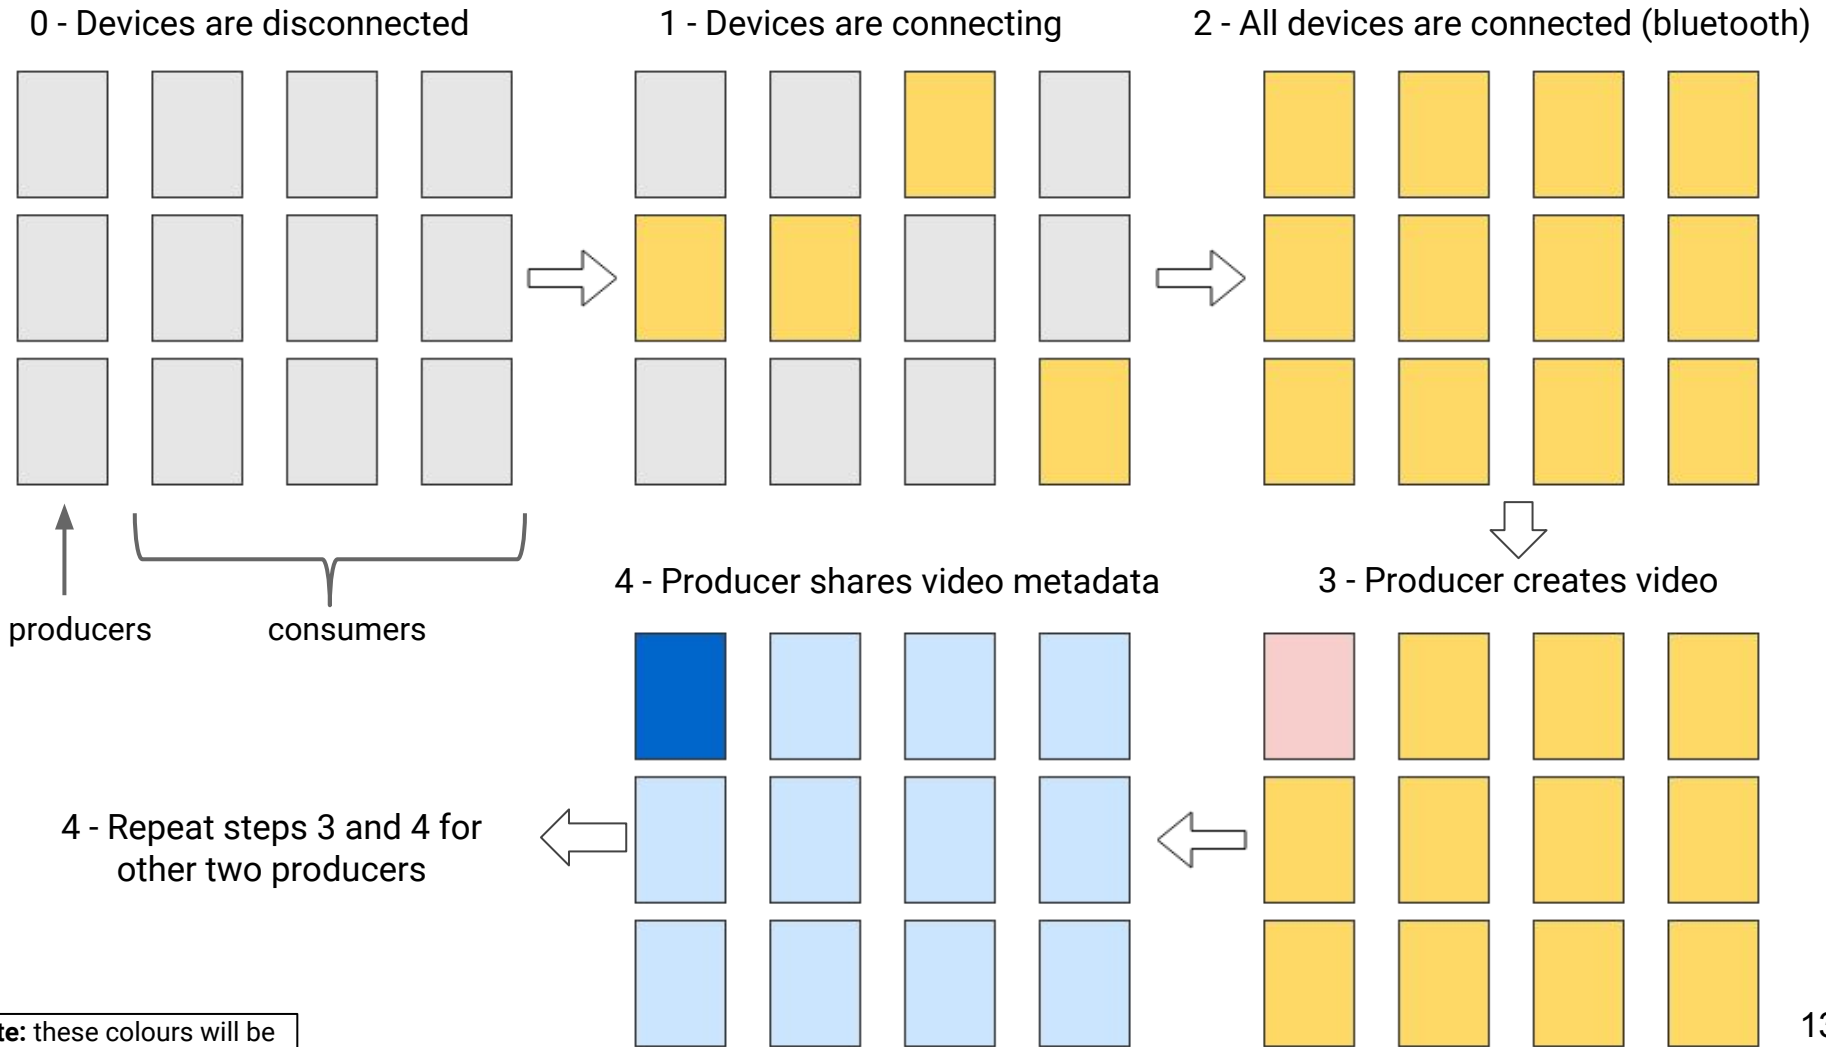 0 - Devices are disconnected
1 - Devices are connecting
2 - All devices are connected (bluetooth)
producers
consumers
4 - Producer shares video metadata
3 - Producer creates video
4 - Repeat steps 3 and 4 for
other two producers
these colours will be